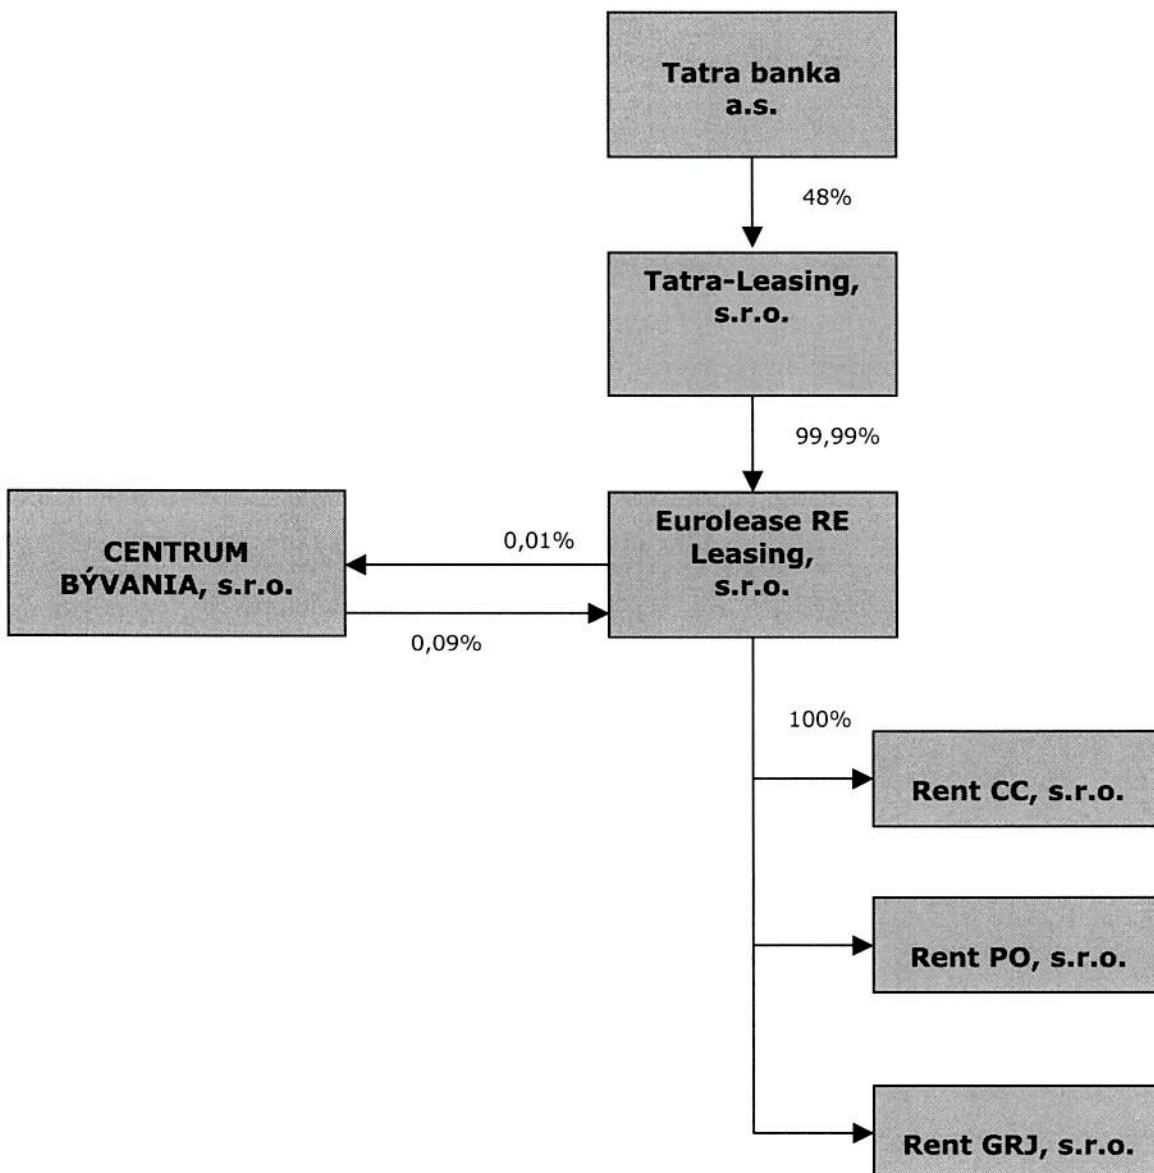 Tatra banka
a.s.
48%
Tatra-Leasing,
s.r.o.
99,99%
Eurolease RE
Leasing,
s.r.o.
0,01%
CENTRUM
BÝVANIA, s.r.o.
0,09%
100%
Rent CC, s.r.o.
Rent PO, s.r.o.
Rent GRJ, s.r.o.